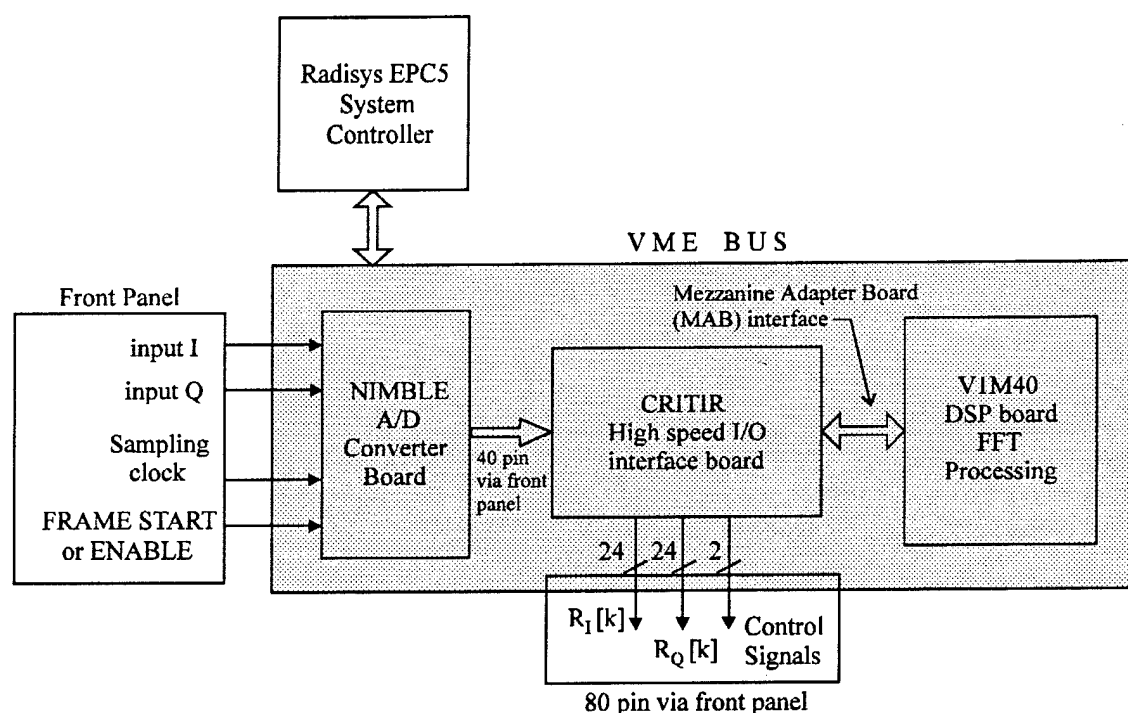 Radisys EPC5
System
Controller
VME BUS
Front Panel
input I
input Q
Sampling
clock
FRAME START
or ENABLE
NIMBLE
A/D
Converter
Board
40 pin
via front
panel
CRITIR
High speed I/O
interface board
Mezzanine Adapter Board
(MAB) interface
V1M40
DSP board
FFT
Processing
24 24 2
R_I [k]
R_Q [k]
Control
Signals
80 pin via front panel